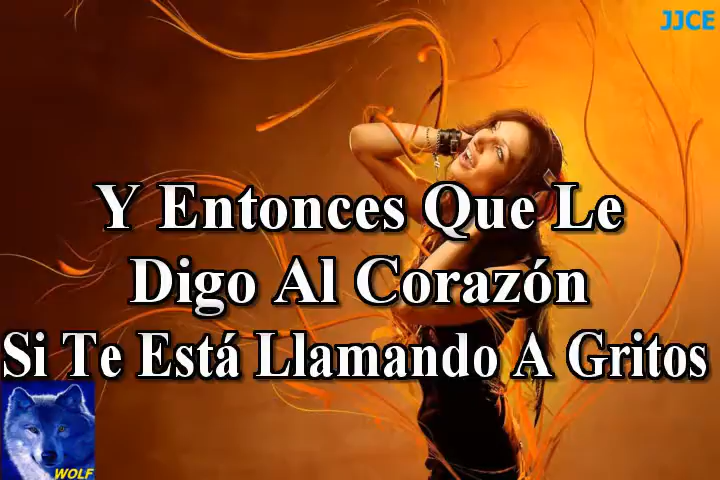 JJCE
Y Entonces Que Le
Digo Al Corazón
Si Te Está Llamando A Gritos
WOLF